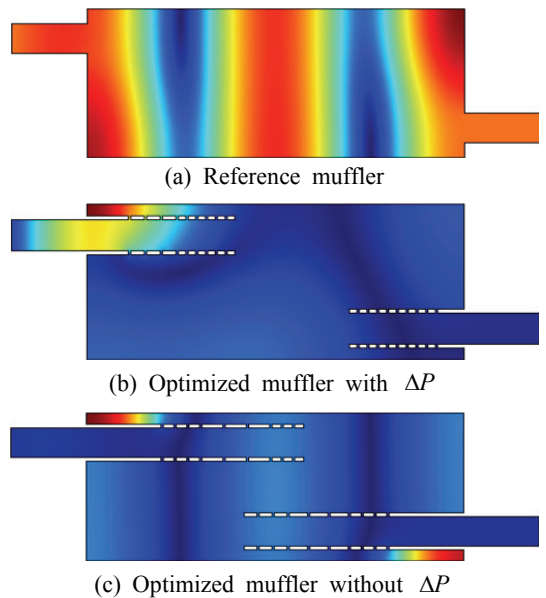 (a) Reference muffler
(b) Optimized muffler with ΔP
(c) Optimized muffler without ΔP